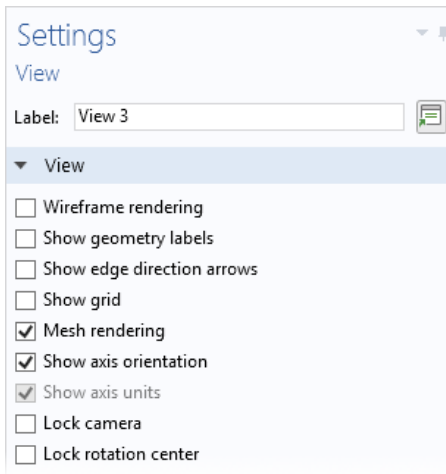 Settings
View
Label: View 3
View
Wireframe rendering
Show geometry labels
Show edge direction arrows
Show grid
Mesh rendering
Show axis orientation
Show axis units
Lock camera
Lock rotation center